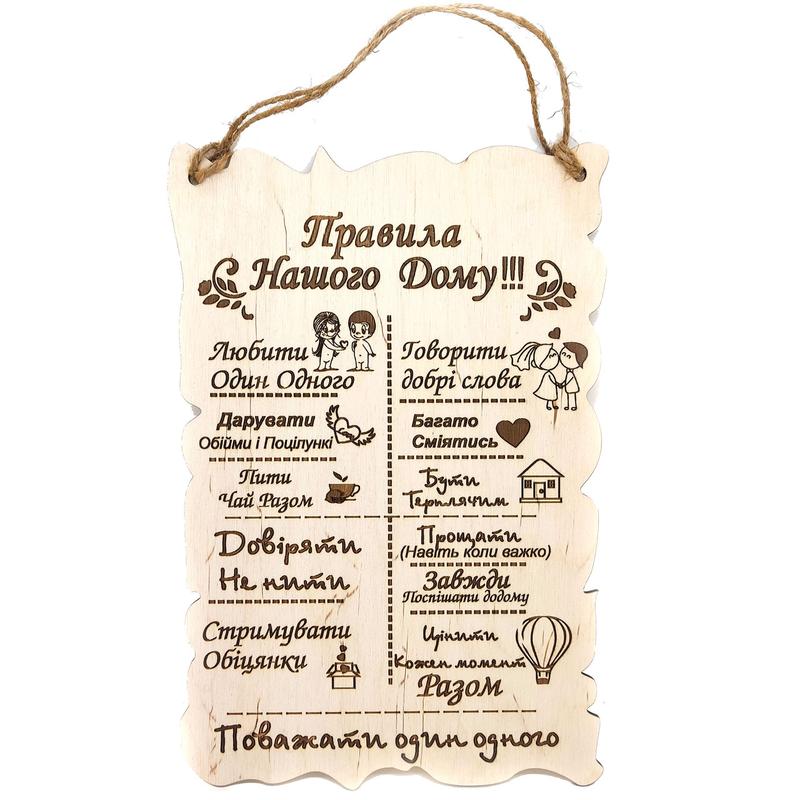 Правила
Нашого Дому!!!
Любити
Один Одного
Дарувати
Обійми і Поцілункі
Пити
Чай Разом
Довіряти
Не нити
Стримувати
Обіцянки
Говорити
добрі слова
Багато
Сміятись
Бути
Терплячим
Прощати
(Навіть коли важко)
Завжди
Поспішати додому
Цінити
Кожен момент
Разом
Поважати один одного